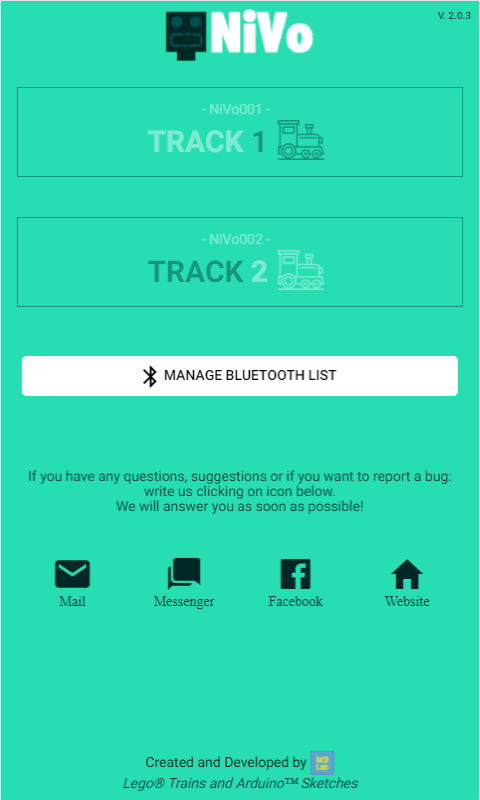 NiVo
V. 2.0.3
- NiVo001 -
TRACK 1
- NiVo002 -
TRACK 2
MANAGE BLUETOOTH LIST
If you have any questions, suggestions or if you want to report a bug:
write us clicking on icon below.
We will answer you as soon as possible!
Mail Messenger Facebook Website
Created and Developed by
Lego® Trains and Arduino™ Sketches